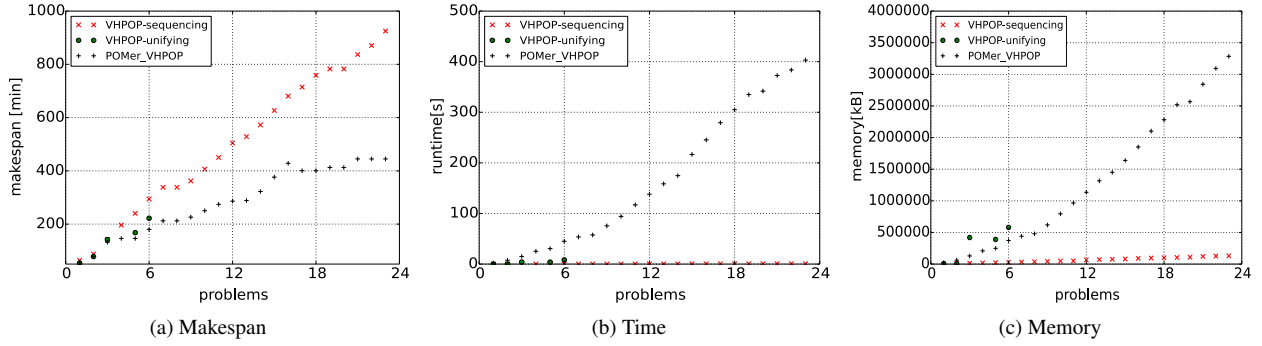 1000
800
600
400
200
0
6
12
18
24
makespan [min]
problems
VHPOP-sequencing
VHPOP-unifying
POMer_VHPOP
(a) Makespan
500
400
300
200
100
0
0
6
12
18
24
runtime[s]
problems
VHPOP-sequencing
VHPOP-unifying
POMer_VHPOP
(b) Time
4000000
3500000
3000000
2500000
2000000
1500000
1000000
500000
0
0
6
12
18
24
memory[kB]
problems
VHPOP-sequencing
VHPOP-unifying
POMer_VHPOP
(c) Memory